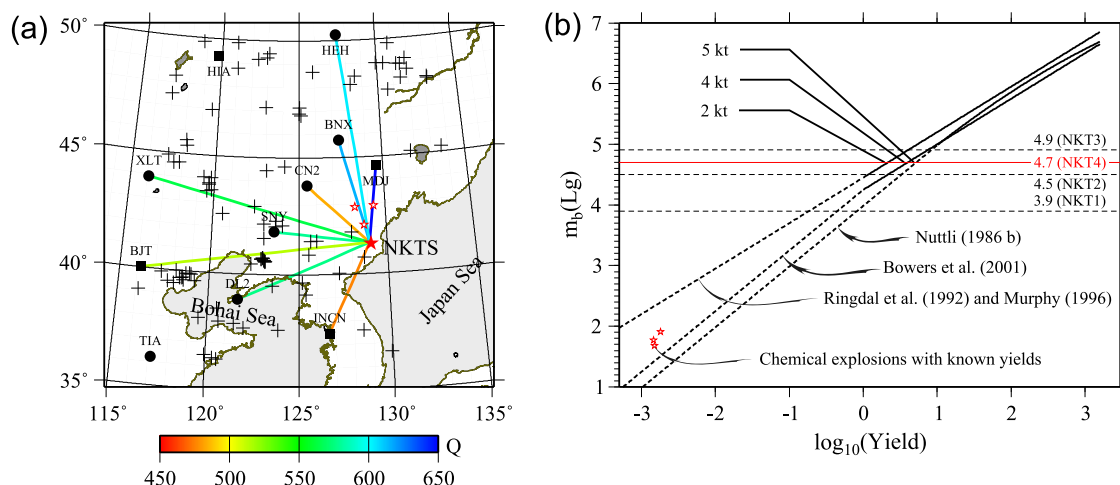 (a)
50°
45°
40°
35°
115°
120°
125°
130°
135°
HEH
HIA
BNX
XLT
CN2
MDJ
SNY
NKTS
BJT
DL2
Bohai Sea
Japan Sea
INCN
TIA
Q
450
500
550
600
650
(b)
7
6
5
4
3
2
1
m_b(Lg)
5 kt
4 kt
2 kt
4.9 (NKT3)
4.7 (NKT4)
4.5 (NKT2)
3.9 (NKT1)
Nuttli (1986 b)
Bowers et al. (2001)
Ringdal et al. (1992) and Murphy (1996)
Chemical explosions with known yields
-3
-2
-1
0
1
2
3
log₁₀(Yield)